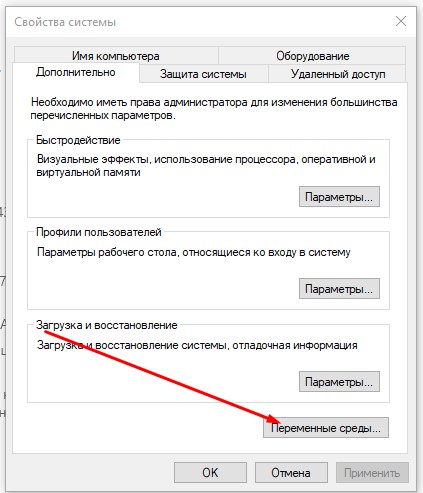 Свойства системы
Имя компьютера
Оборудование
Дополнительно
Защита системы
Удаленный доступ
Необходимо иметь права администратора для изменения большинства
перечисленных параметров.
Быстродействие
Визуальные эффекты, использование процессора, оперативной и
виртуальной памяти
Параметры...
Профили пользователей
Параметры рабочего стола, относящиеся ко входу в систему
Параметры...
Загрузка и восстановление
Загрузка и восстановление системы, отладочная информация
Параметры...
Переменные среды...
OK
Отмена
Применить